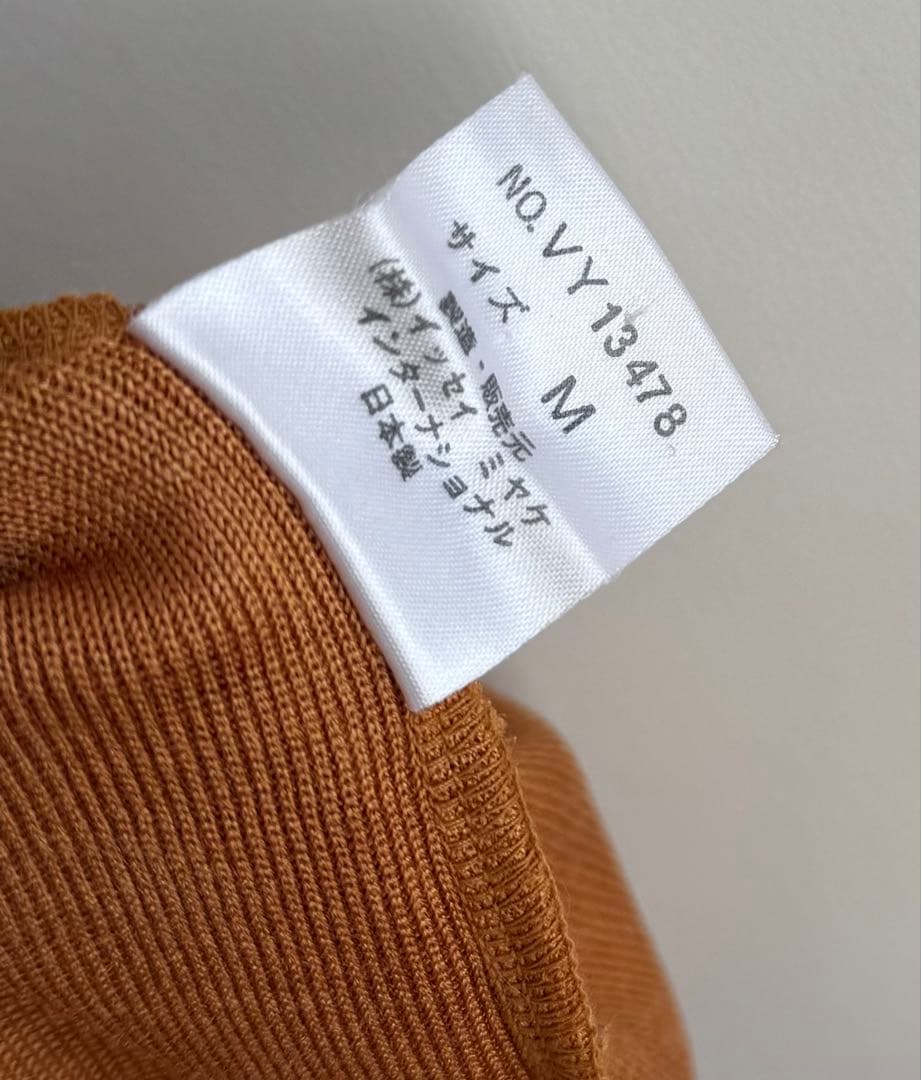 NO.VY13478
サイズ M
製造・販売元
(株)イッセイ ミヤケ
インターナショナル
日本製